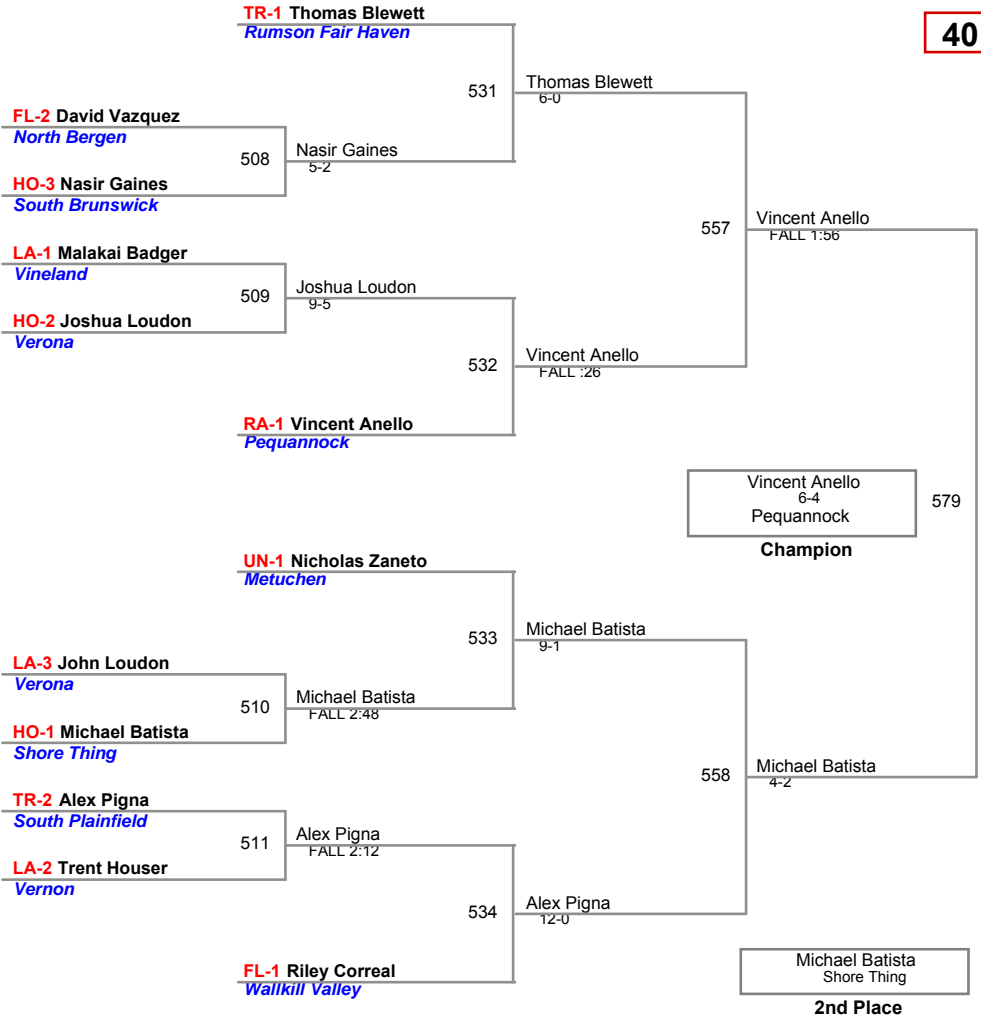 TR-1 Thomas Blewett
Rumson Fair Haven
40
531
Thomas Blewett
6-0
FL-2 David Vazquez
North Bergen
508
Nasir Gaines
5-2
HO-3 Nasir Gaines
South Brunswick
557
Vincent Anello
FALL 1:56
LA-1 Malakai Badger
Vineland
509
Joshua Loudon
9-5
HO-2 Joshua Loudon
Verona
532
Vincent Anello
FALL :26
RA-1 Vincent Anello
Pequannock
Vincent Anello
6-4
Pequannock
579
Champion
UN-1 Nicholas Zaneto
Metuchen
533
Michael Batista
9-1
LA-3 John Loudon
Verona
510
Michael Batista
FALL 2:48
HO-1 Michael Batista
Shore Thing
558
Michael Batista
4-2
TR-2 Alex Pigna
South Plainfield
511
Alex Pigna
FALL 2:12
LA-2 Trent Houser
Vernon
534
Alex Pigna
12-0
FL-1 Riley Correal
Wallkill Valley
Michael Batista
Shore Thing
2nd Place